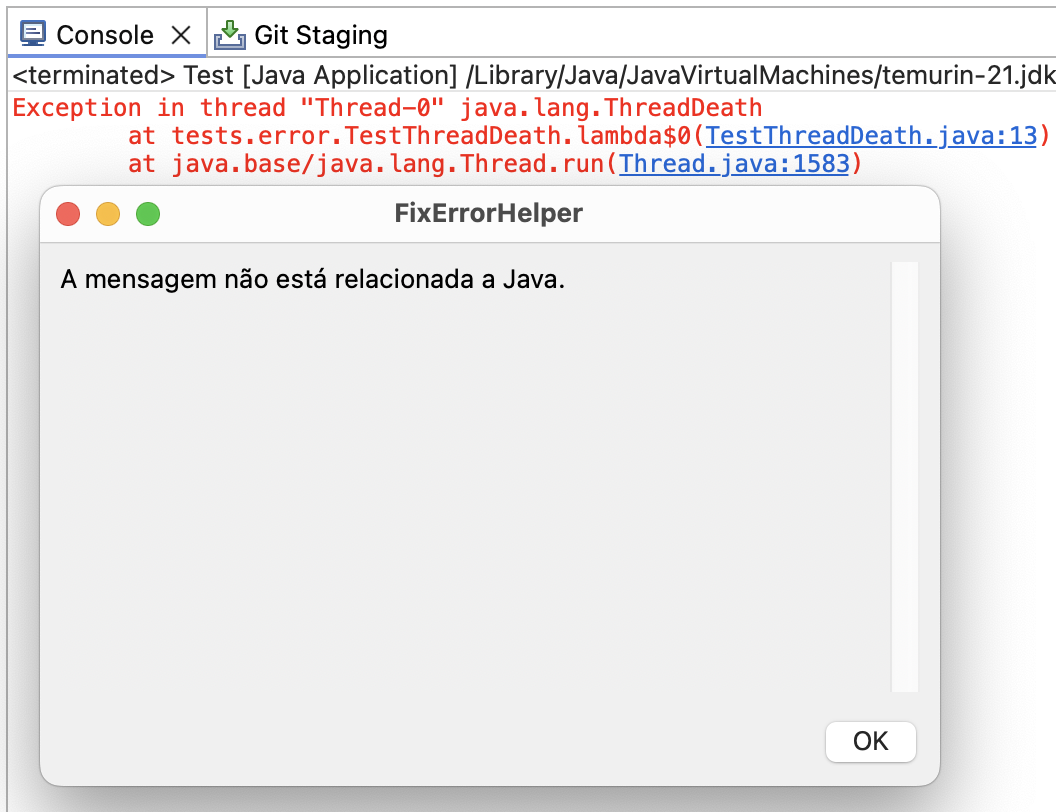 Console Git Staging
<terminated> Test [Java Application] /Library/Java/JavaVirtualMachines/temurin-21.jdk
Exception in thread "Thread-0" java.lang.ThreadDeath
at tests.error.TestThreadDeath.lambda$0(TestThreadDeath.java:13)
at java.base/java.lang.Thread.run(Thread.java:1583)
FixErrorHelper
A mensagem não está relacionada a Java.
OK